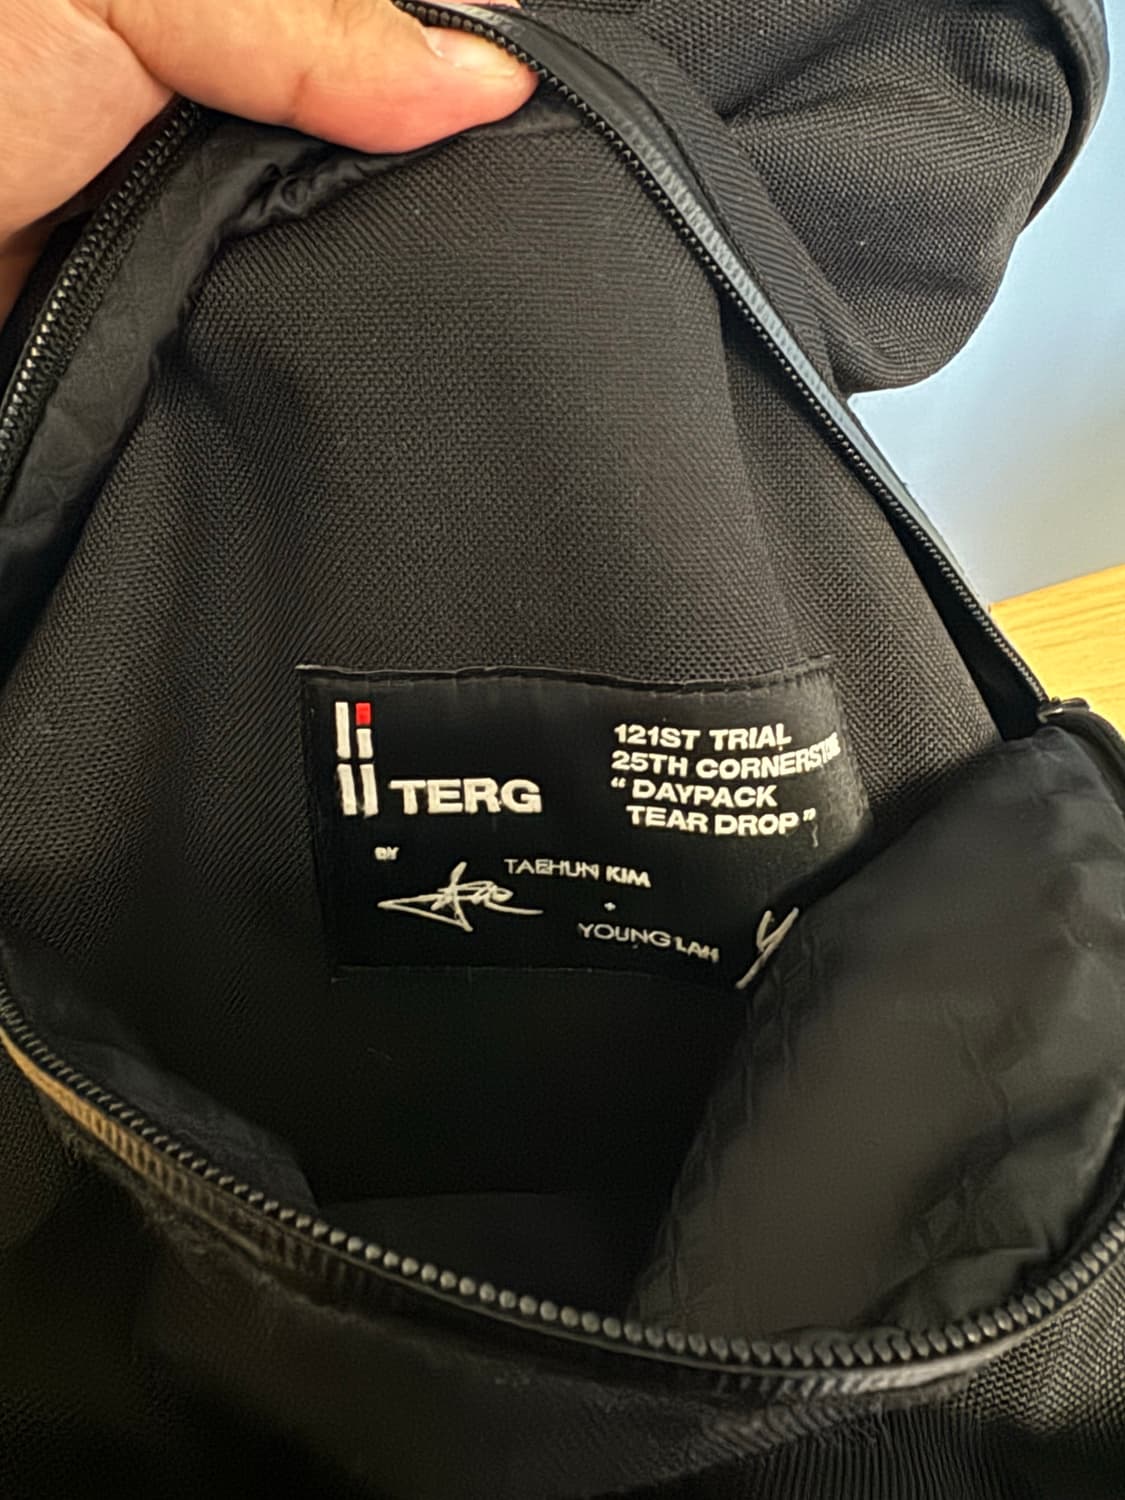 TERG
121ST TRIAL
25TH CORNERSTONE
“ DAYPACK
TEAR DROP ”
BY
TAEHUN KIM
+
YOUNG LAH